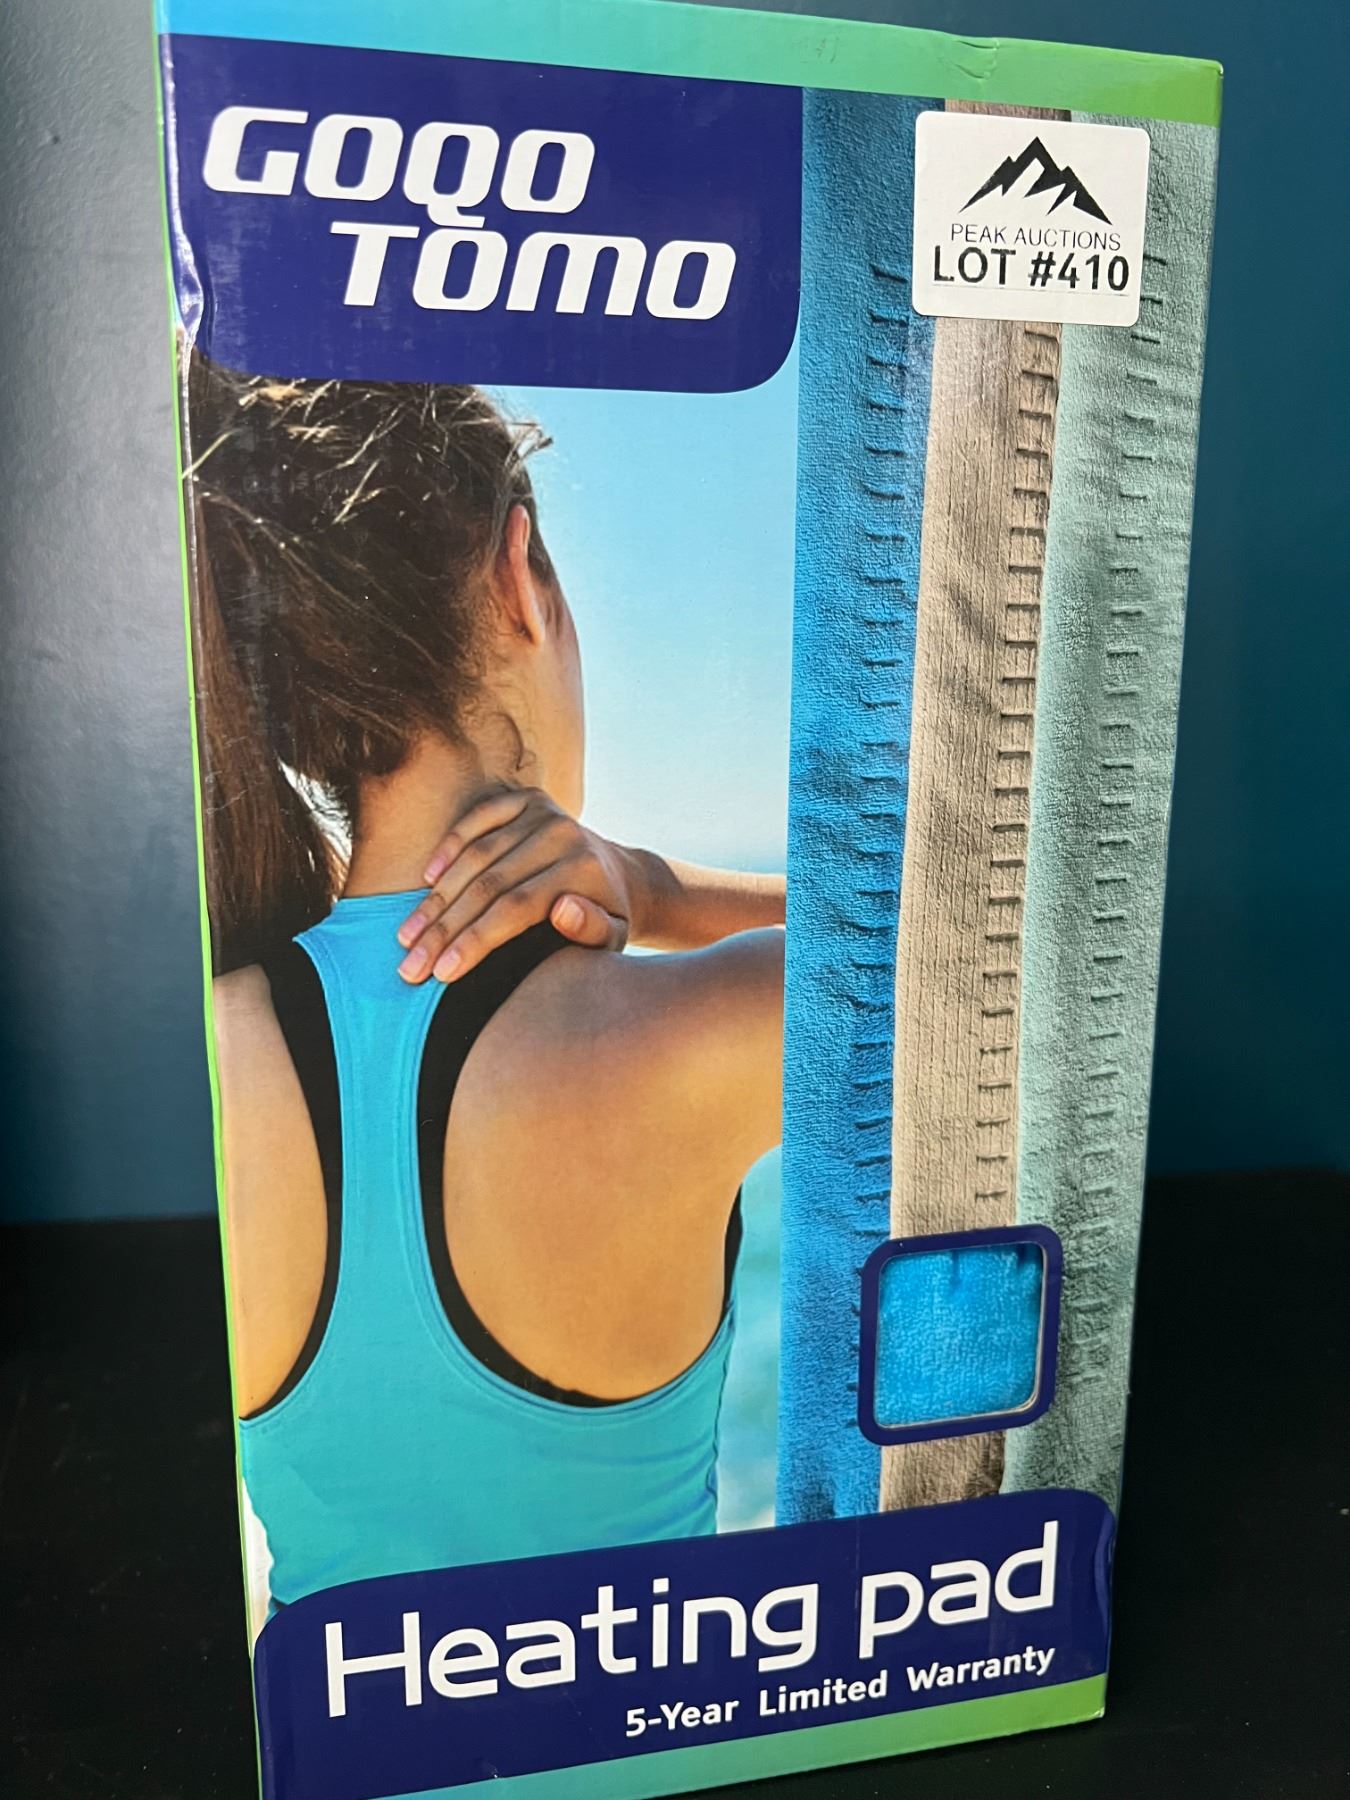 GOQO
TOMO
PEAK AUCTIONS
LOT #410
Heating pad
5-Year Limited Warranty